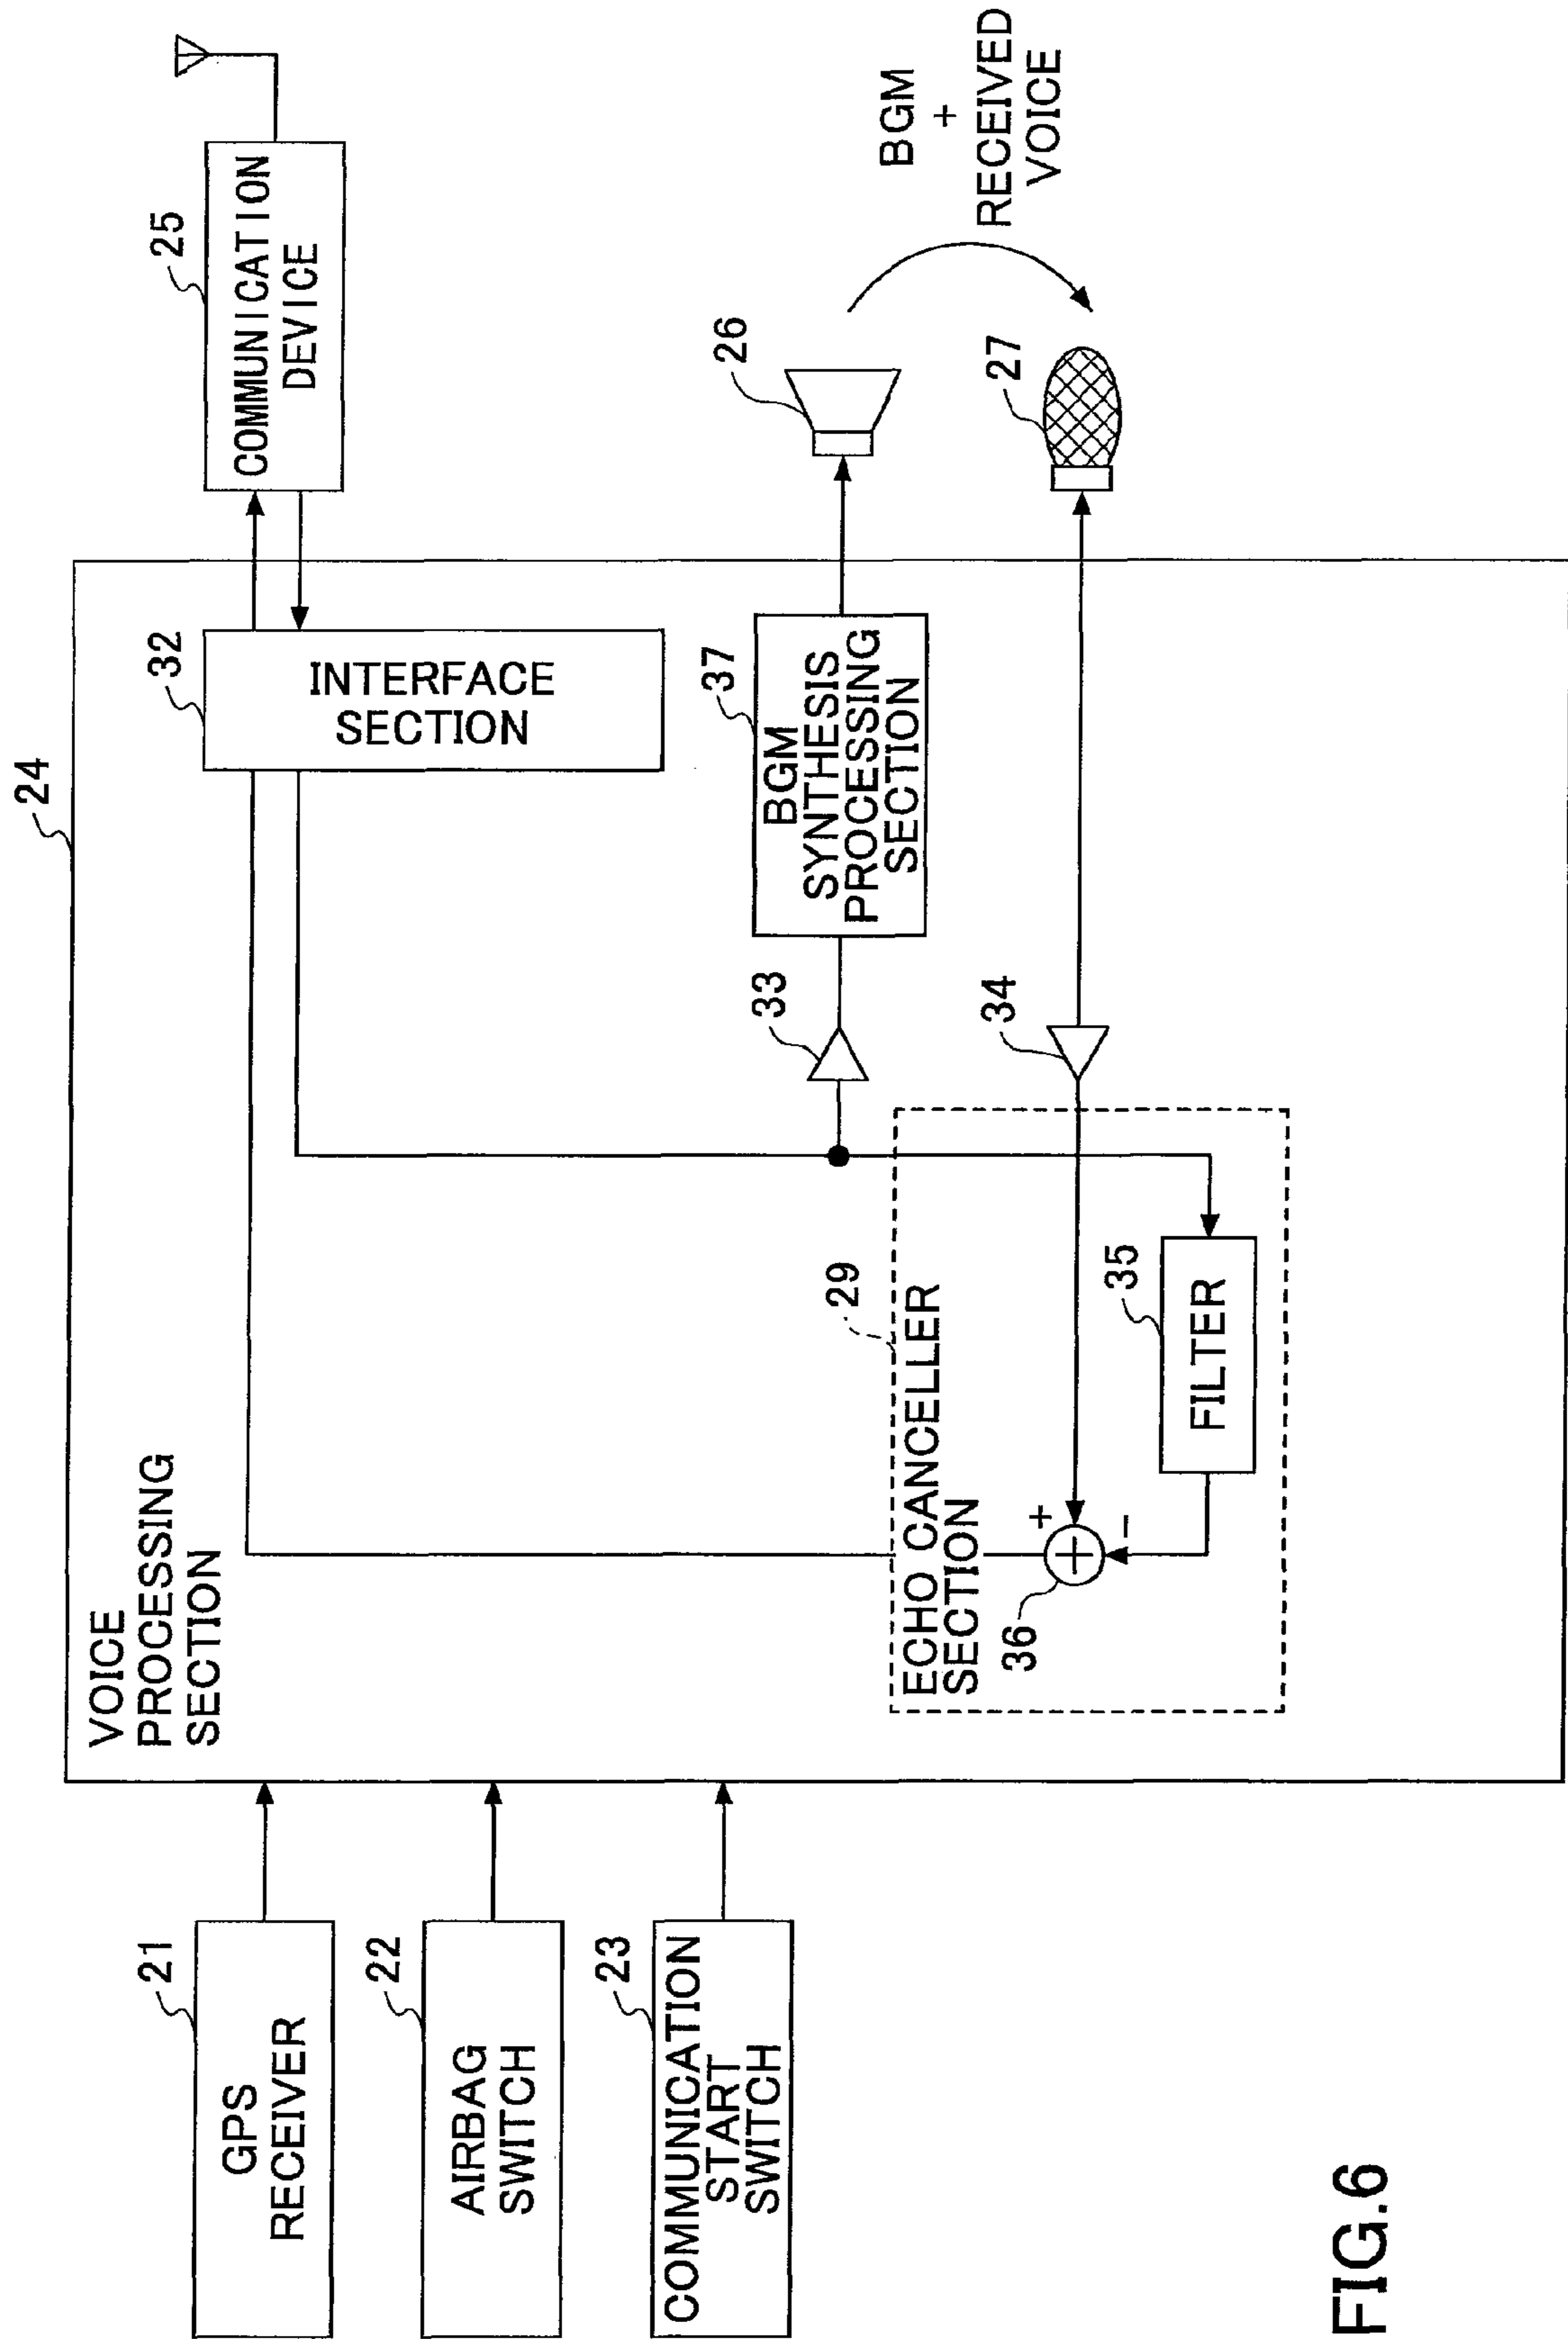 24
VOICE
PROCESSING
SECTION
21
GPS
RECEIVER
22
AIRBAG
SWITCH
23
COMMUNICATION
START
SWITCH
32
INTERFACE
SECTION
25
COMMUNICATION
DEVICE
33
37
BGM
SYNTHESIS
PROCESSING
SECTION
26
BGM
+
RECEIVED
VOICE
29
ECHO CANCELLER
SECTION
34
27
36
+
−
35
FILTER
FIG.6